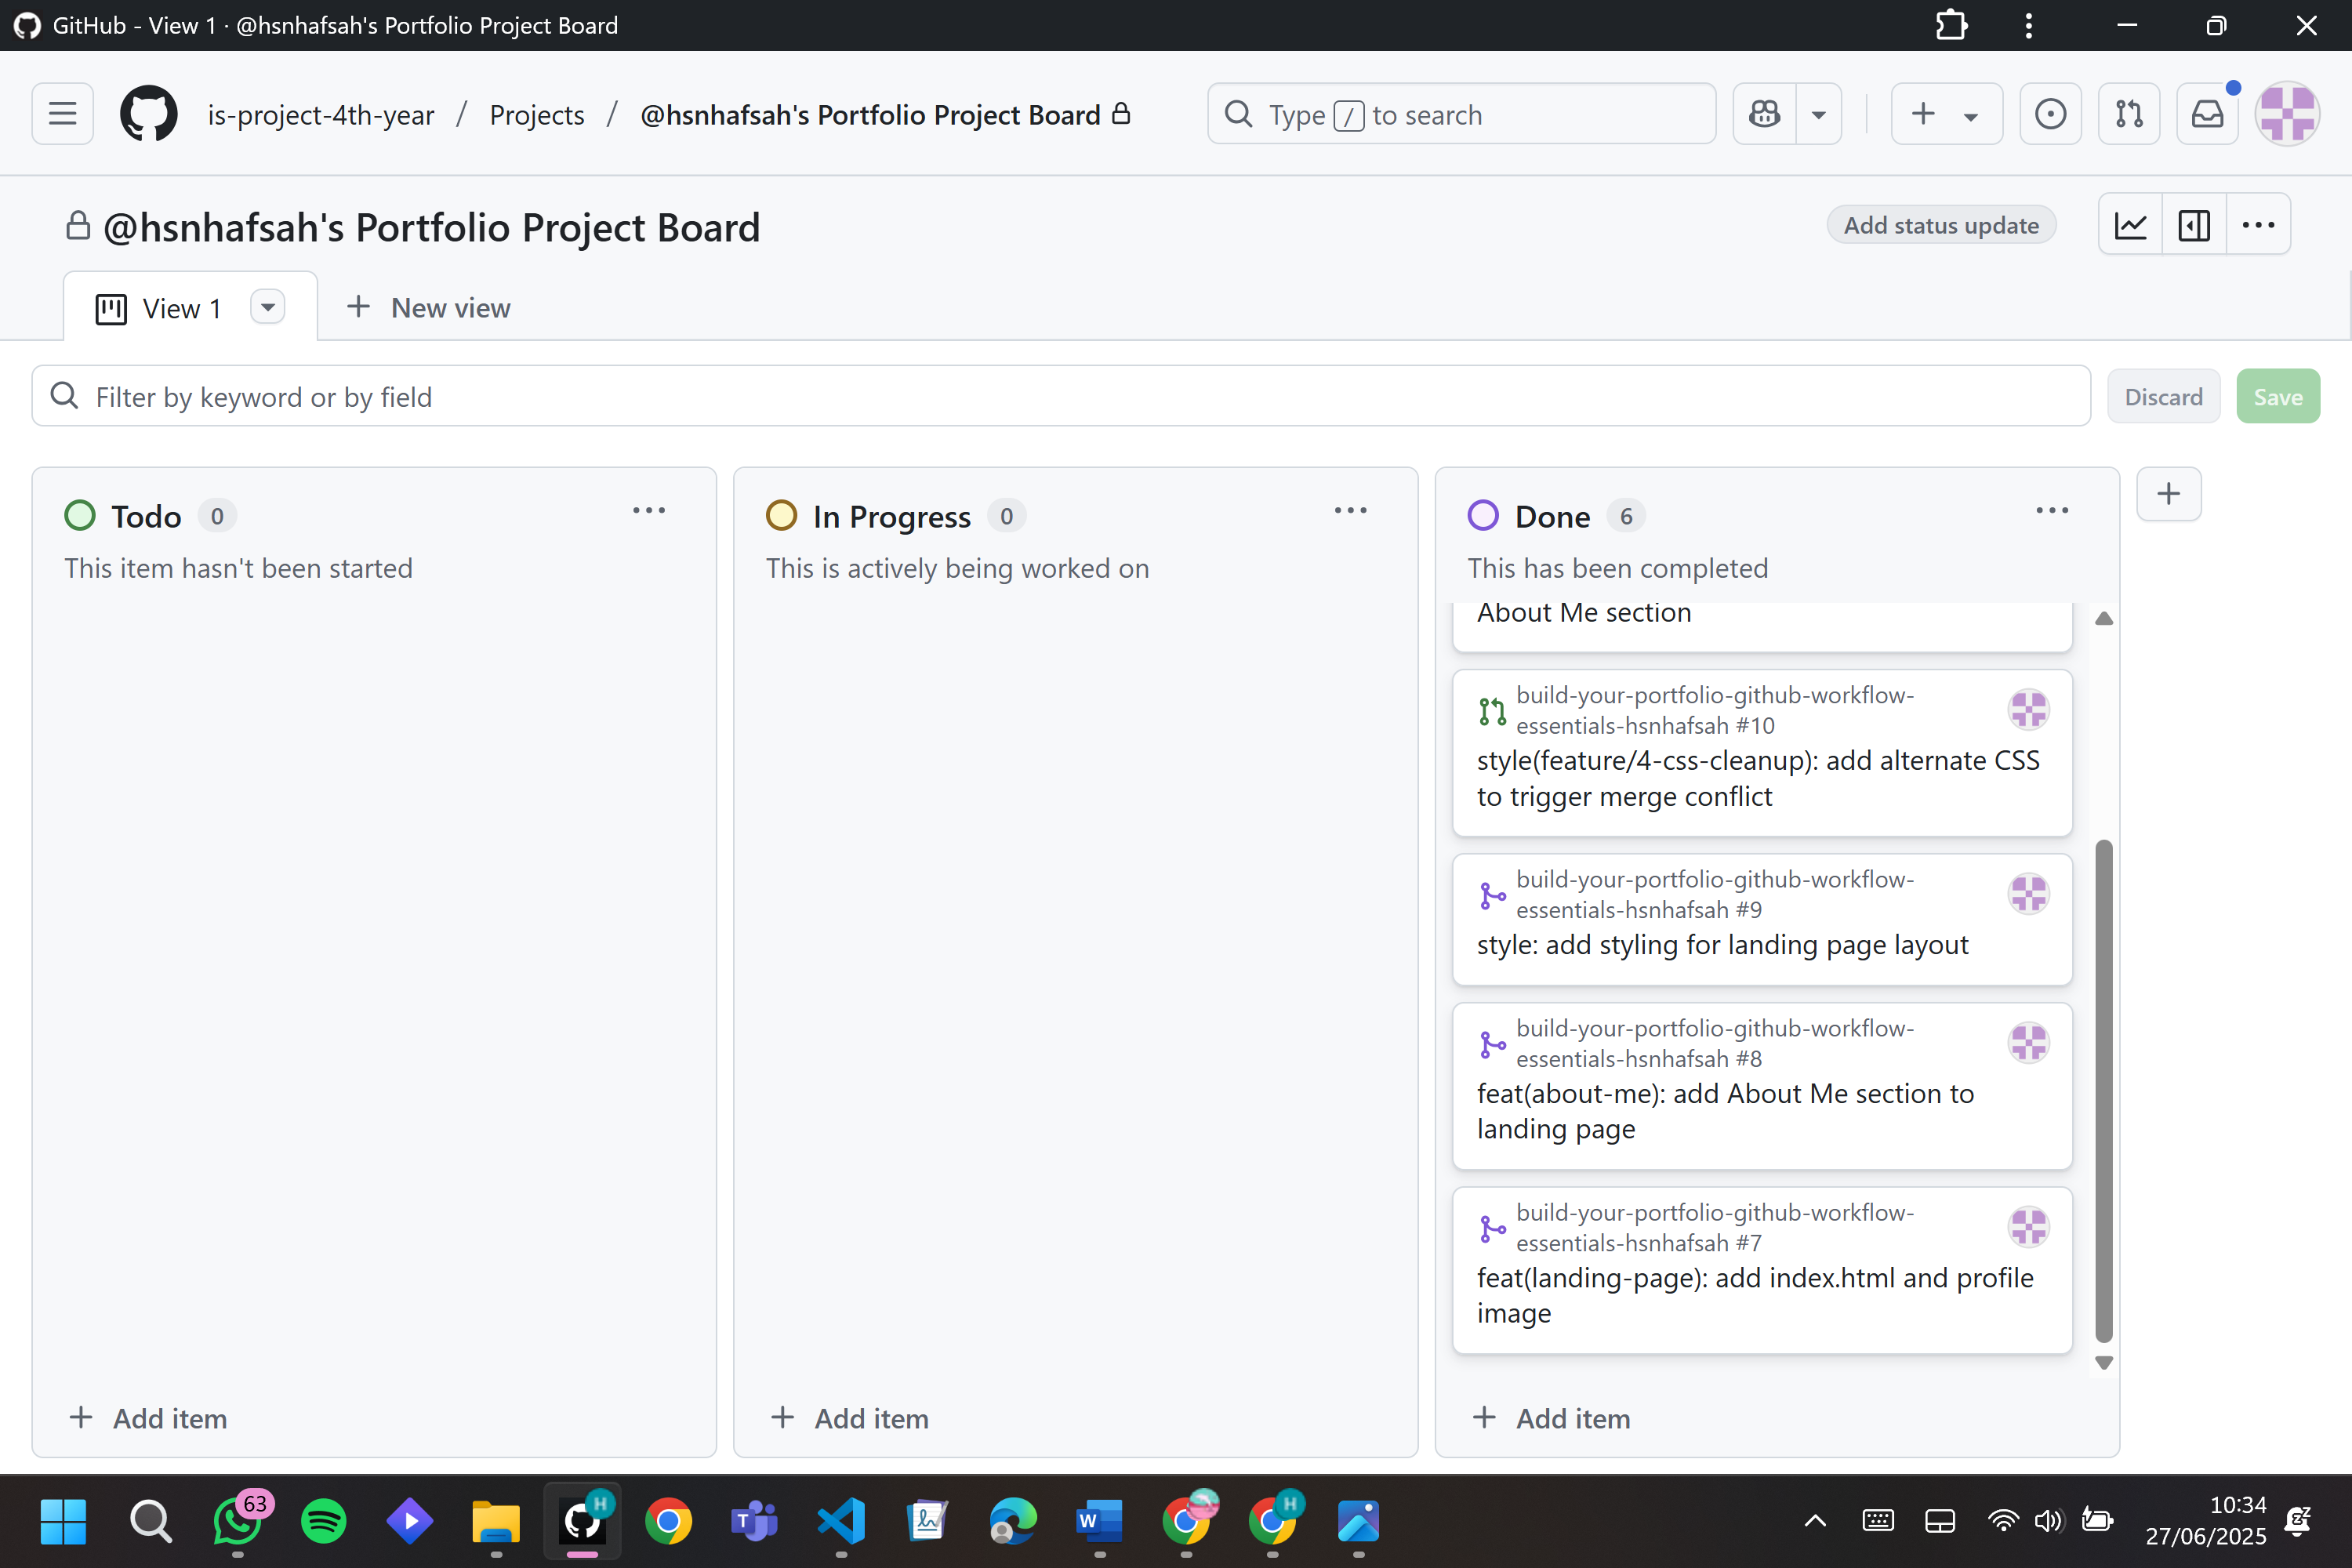 GitHub - View 1 · @hsnhafsah's Portfolio Project Board
is-project-4th-year / Projects / @hsnhafsah's Portfolio Project Board
Type / to search
@hsnhafsah's Portfolio Project Board
Add status update
View 1
New view
Filter by keyword or by field
Discard
Save
Todo 0
This item hasn't been started
Add item
In Progress 0
This is actively being worked on
Add item
Done 6
This has been completed
About Me section
build-your-portfolio-github-workflow-
essentials-hsnhafsah #10
style(feature/4-css-cleanup): add alternate CSS
to trigger merge conflict
build-your-portfolio-github-workflow-
essentials-hsnhafsah #9
style: add styling for landing page layout
build-your-portfolio-github-workflow-
essentials-hsnhafsah #8
feat(about-me): add About Me section to
landing page
build-your-portfolio-github-workflow-
essentials-hsnhafsah #7
feat(landing-page): add index.html and profile
image
Add item
63
H
T
W
H
10:34
27/06/2025